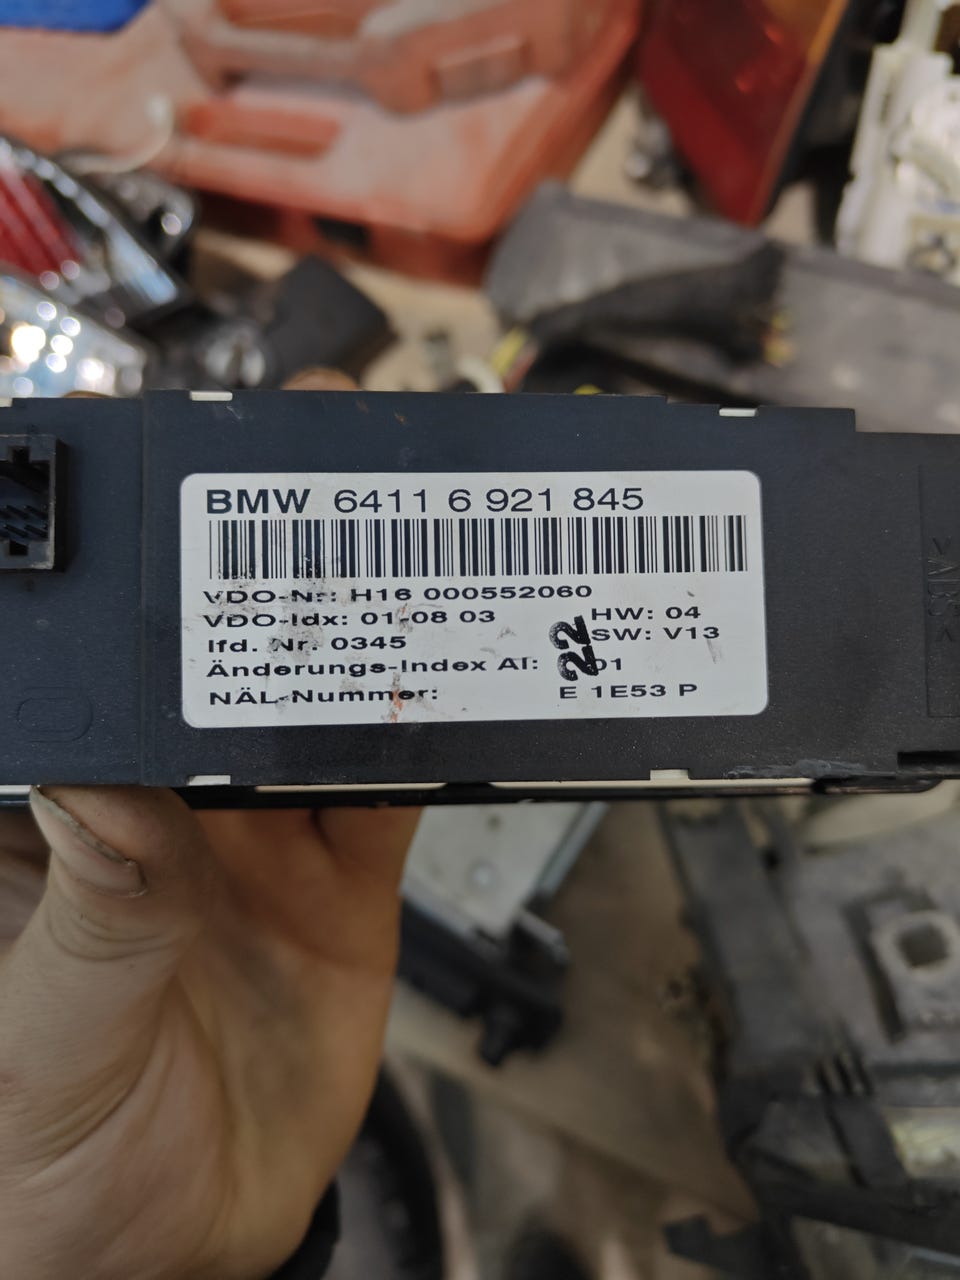 BMW 6411 6 921 845
VDO-Nr: H16 000552060
VDO-Idx: 01-08 03
HW: 04
lfd. Nr. 0345
SW: V13
22
Änderungs-Index AI: 01
NÄL-Nummer: E 1E53 P
>ABS<